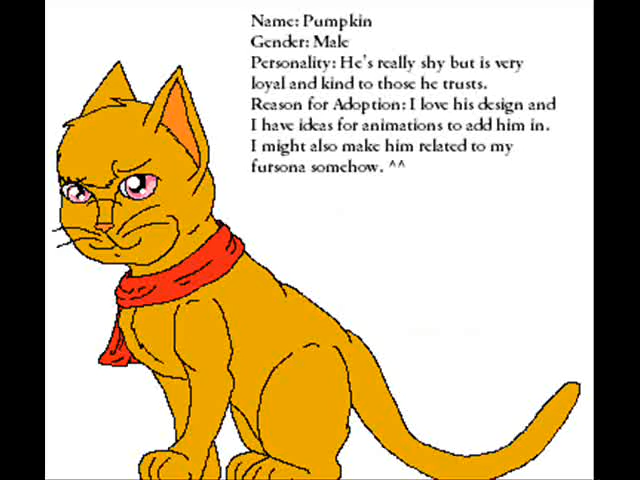 Name: Pumpkin
Gender: Male
Personality: He's really shy but is very
loyal and kind to those he trusts.
Reason for Adoption: I love his design and
I have ideas for animations to add him in.
I might also make him related to my
fursona somehow. ^^